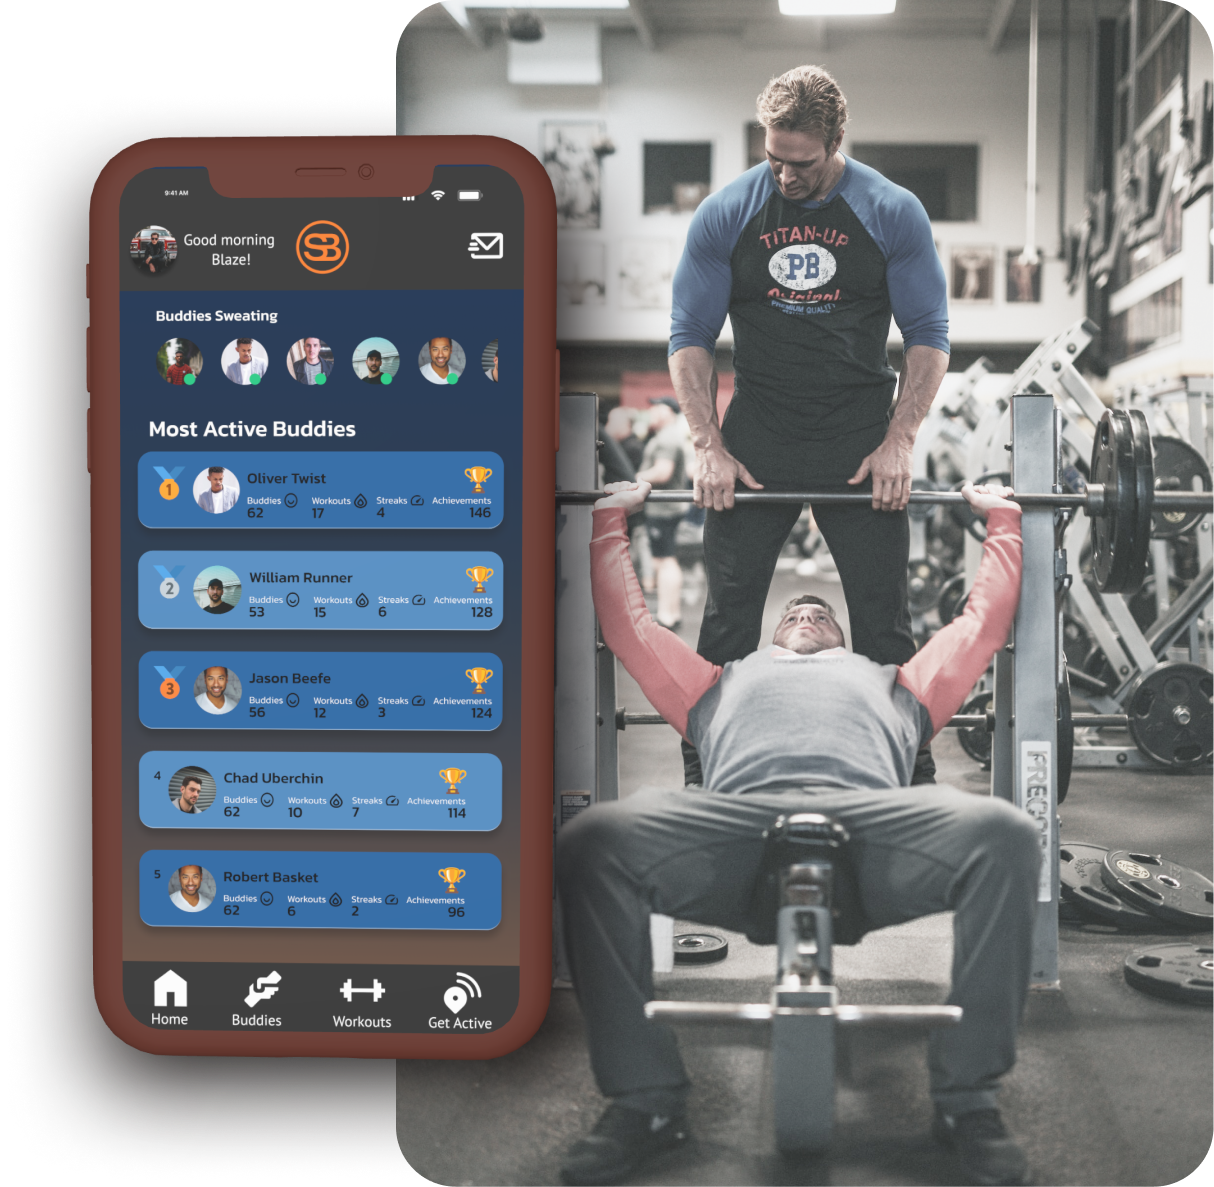 9:41 AM
Good morning
Blaze!
SB
Buddies Sweating
Most Active Buddies
1
Oliver Twist
Buddies Workouts Streaks Achievements
62 17 4 146
2
William Runner
Buddies Workouts Streaks Achievements
53 15 6 128
3
Jason Beefe
Buddies Workouts Streaks Achievements
56 12 3 124
4
Chad Uberchin
Buddies Workouts Streaks Achievements
62 10 7 114
5
Robert Basket
Buddies Workouts Streaks Achievements
62 6 2 96
Home Buddies Workouts Get Active
TITAN-UP
PB
Original
PREMIUM QUALITY